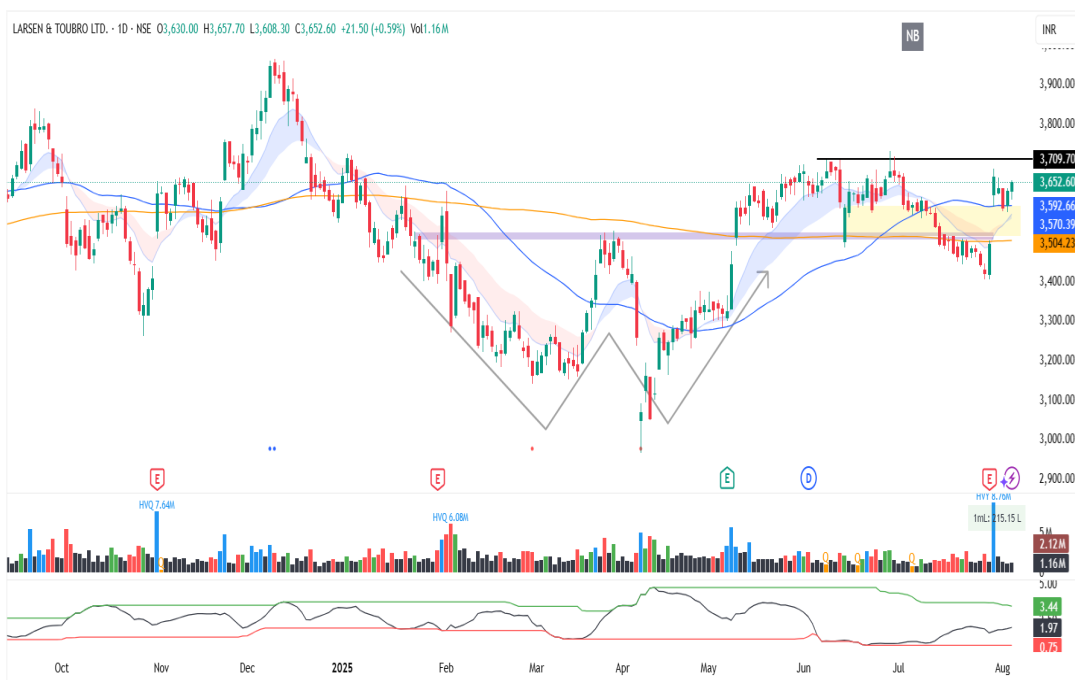 LARSEN & TOUBRO LTD. · 1D · NSE O3,630.00 H3,657.70 L3,608.30 C3,652.60 +21.50 (+0.59%) Vol1.16M
NB
INR
3,900.00
3,800.00
3,709.70
3,652.60
3,592.66
3,570.39
3,504.23
3,400.00
3,300.00
3,200.00
3,100.00
3,000.00
2,900.00
E
E
E
D
E
HVQ 7.64M
HVQ 6.08M
HVY 8.76M
1mL: 215.15 L
5M
2.12M
1.16M
0
5.00
3.44
1.97
0.75
Oct
Nov
Dec
2025
Feb
Mar
Apr
May
Jun
Jul
Aug